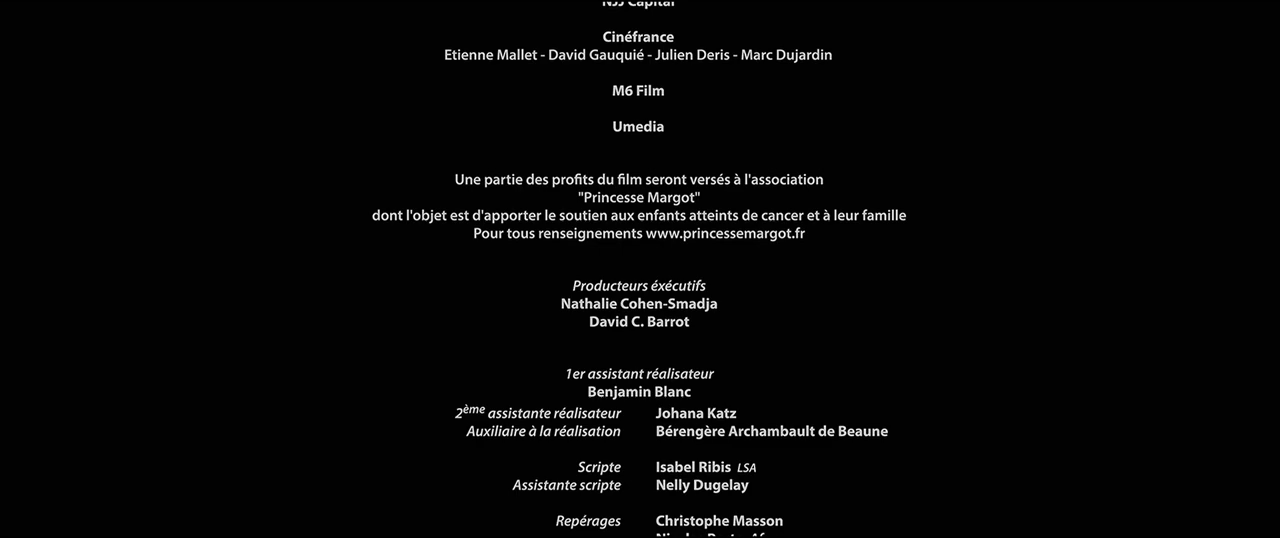 NJJ Capital
Cinéfrance
Etienne Mallet - David Gauquié - Julien Deris - Marc Dujardin
M6 Film
Umedia
Une partie des profits du film seront versés à l'association
"Princesse Margot"
dont l'objet est d'apporter le soutien aux enfants atteints de cancer et à leur famille
Pour tous renseignements www.princessemargot.fr
Producteurs éxécutifs
Nathalie Cohen-Smadja
David C. Barrot
1er assistant réalisateur
Benjamin Blanc
2ème assistante réalisateur Johana Katz
Auxiliaire à la réalisation Bérengère Archambault de Beaune
Scripte Isabel Ribis LSA
Assistante scripte Nelly Dugelay
Repérages Christophe Masson